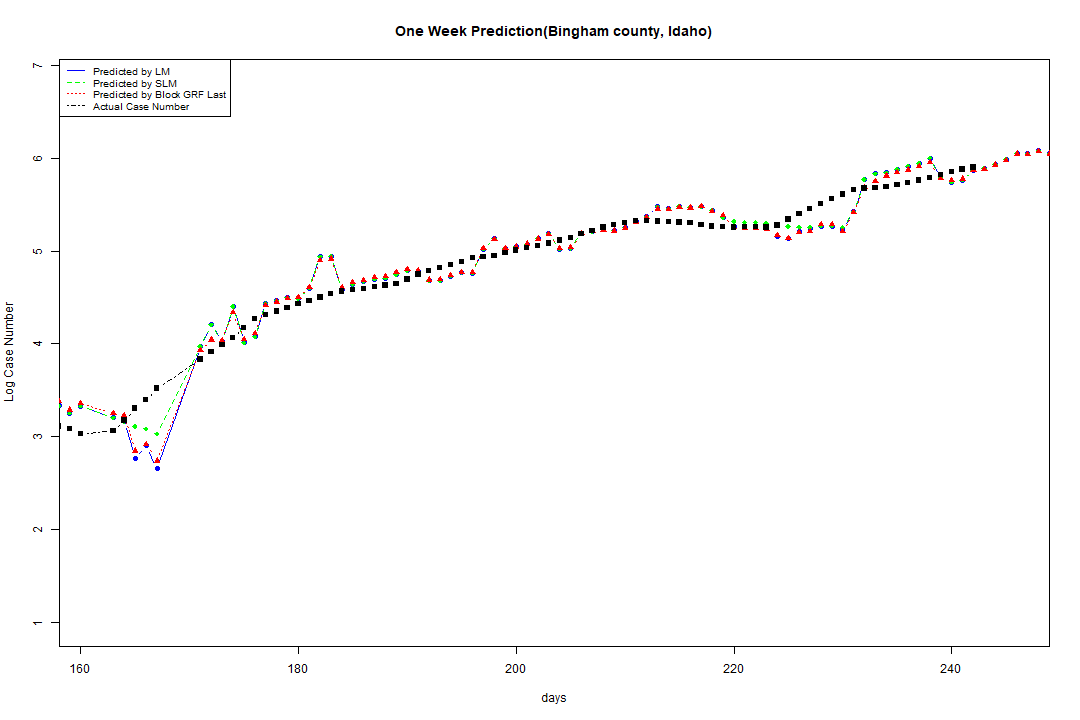 One Week Prediction(Bingham county, Idaho)
Predicted by LM
Predicted by SLM
Predicted by Block GRF Last
Actual Case Number
7
6
5
4
3
2
1
Log Case Number
160 180 200 220 240
days